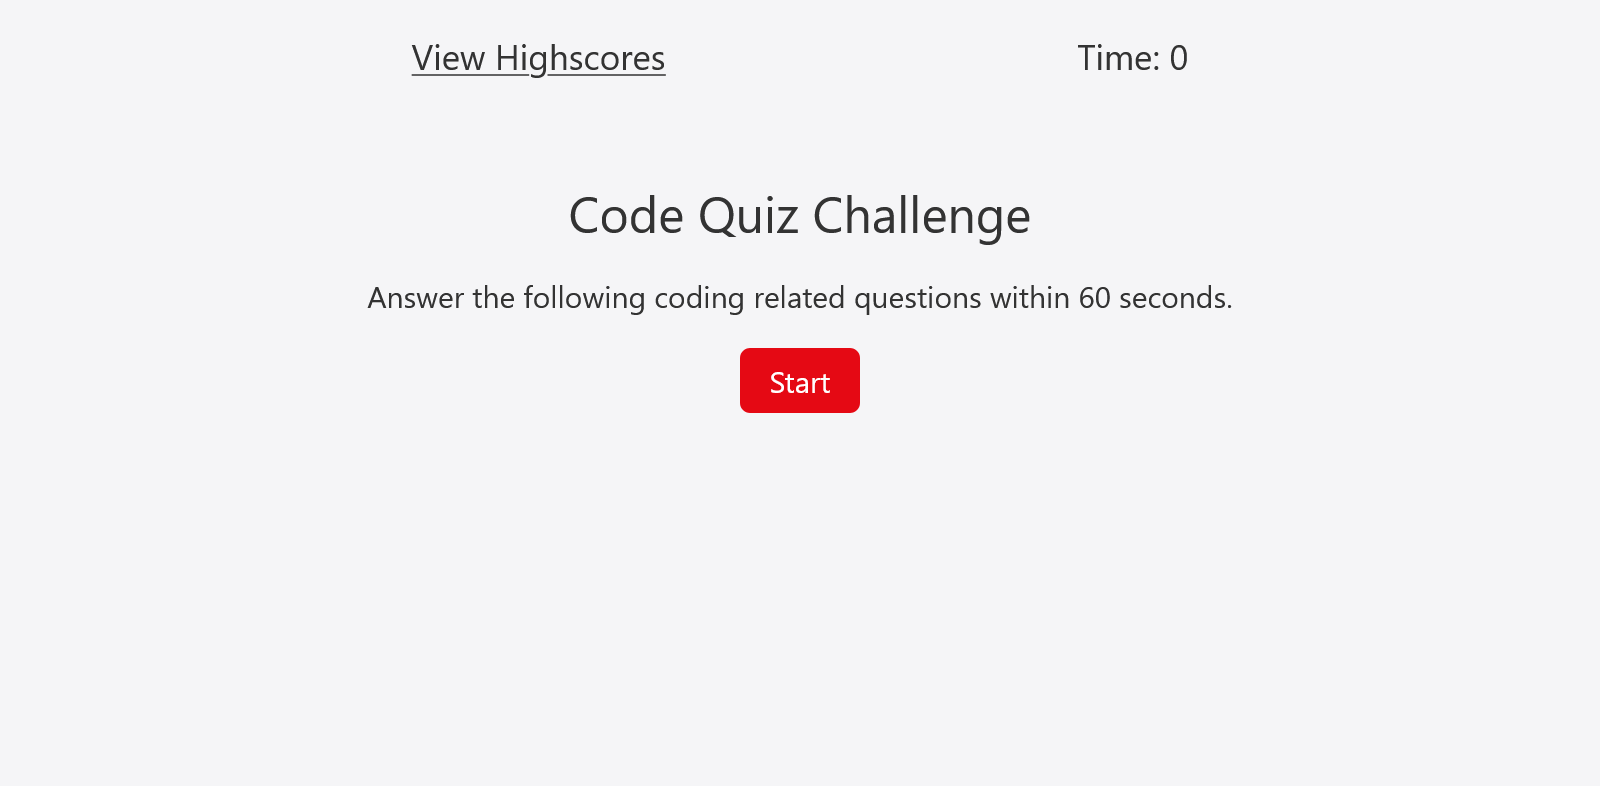 View Highscores
Time: 0
Code Quiz Challenge
Answer the following coding related questions within 60 seconds.
Start